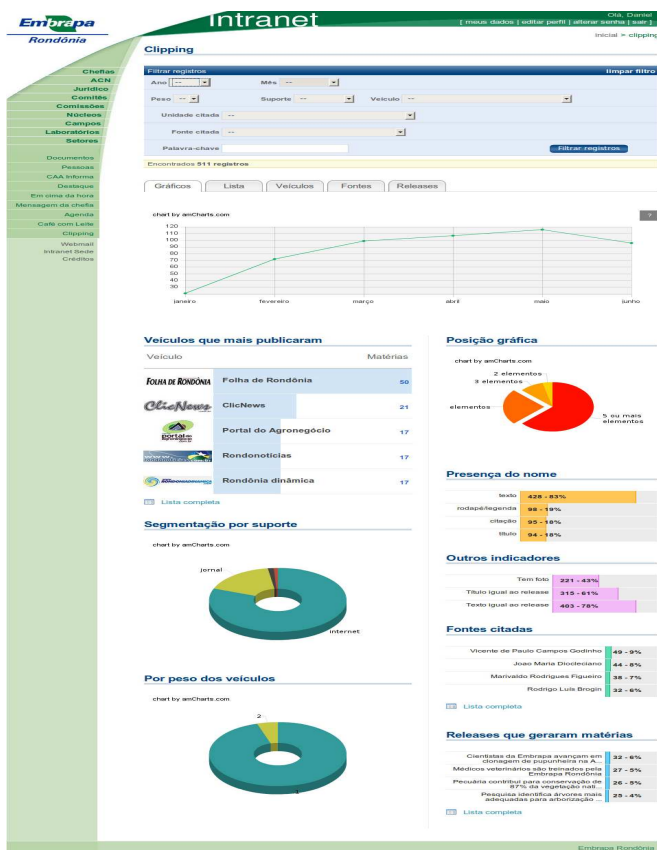 Embrapa
Rondônia
Intranet
Olá, Daniel
[ meus dados | editar perfil | alterar senha | sair ]
inicial > clipping
Clipping
Chefias
ACN
Jurídico
Comitês
Comissões
Núcleos
Campos
Laboratórios
Setores
Documentos
Pessoas
CAA Informa
Destaque
Em cima da hora
Mensagem da chefia
Agenda
Café com Leite
Clipping
Webmail
Intranet Sede
Créditos
Filtrar registros
limpar filtro
Ano --
Mês --
Peso --
Suporte --
Veículo --
Unidade citada --
Fonte citada --
Palavra-chave
Filtrar registros
Encontrados 511 registros
Gráficos
Lista
Veículos
Fontes
Releases
chart by amCharts.com
?
120
110
100
90
80
70
60
50
40
30
janeiro
fevereiro
março
abril
maio
junho
Veículos que mais publicaram
Veículo
Matérias
FOLHA DE RONDÔNIA
Folha de Rondônia
50
ClicNews
ClicNews
21
Portal do Agronegócio
17
Rondonotícias
17
Rondônia dinâmica
17
Lista completa
Segmentação por suporte
chart by amCharts.com
jornal
internet
Por peso dos veículos
chart by amCharts.com
2
1
Posição gráfica
chart by amCharts.com
2 elementos
3 elementos
elementos
5 ou mais
elementos
Presença do nome
texto
428 - 83%
rodapé/legenda
98 - 19%
citação
95 - 18%
título
94 - 18%
Outros indicadores
Tem foto
221 - 43%
Título igual ao release
315 - 61%
Texto igual ao release
403 - 78%
Fontes citadas
Vicente de Paulo Campos Godinho
49 - 9%
Joao Maria Diocleciano
44 - 8%
Marivaldo Rodrigues Figueiro
38 - 7%
Rodrigo Luis Brogin
32 - 6%
Lista completa
Releases que geraram matérias
Cientistas da Embrapa avançam em
clonagem de pupunheira na A...
32 - 6%
Médicos veterinários são treinados pela
Embrapa Rondônia
27 - 5%
Pecuária contribui para conservação de
87% da vegetação nati...
26 - 5%
Pesquisa identifica árvores mais
adequadas para arborização ...
25 - 4%
Lista completa
Embrapa Rondônia